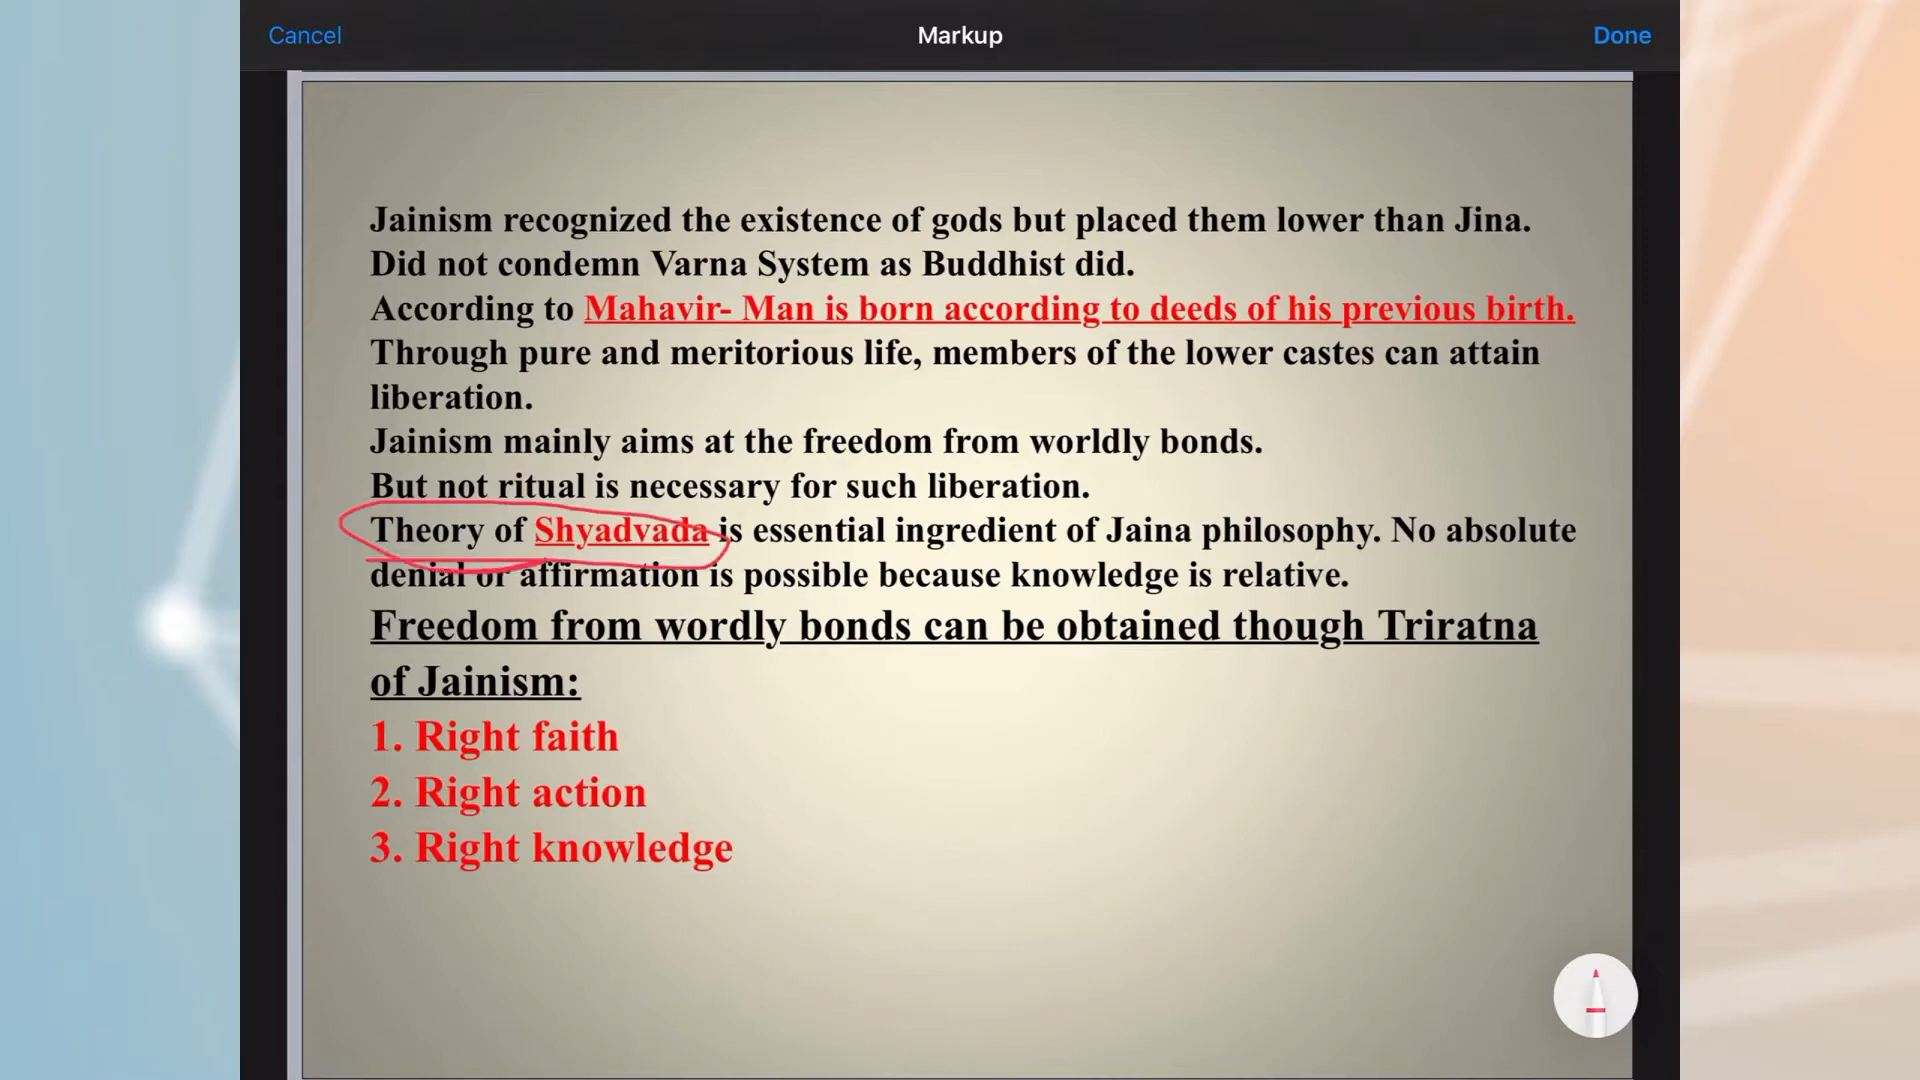 Cancel
Markup
Done
Jainism recognized the existence of gods but placed them lower than Jina.
Did not condemn Varna System as Buddhist did.
According to Mahavir- Man is born according to deeds of his previous birth.
Through pure and meritorious life, members of the lower castes can attain
liberation.
Jainism mainly aims at the freedom from worldly bonds.
But not ritual is necessary for such liberation.
Theory of Shyadvada is essential ingredient of Jaina philosophy. No absolute
denial or affirmation is possible because knowledge is relative.
Freedom from wordly bonds can be obtained though Triratna
of Jainism:
1. Right faith
2. Right action
3. Right knowledge